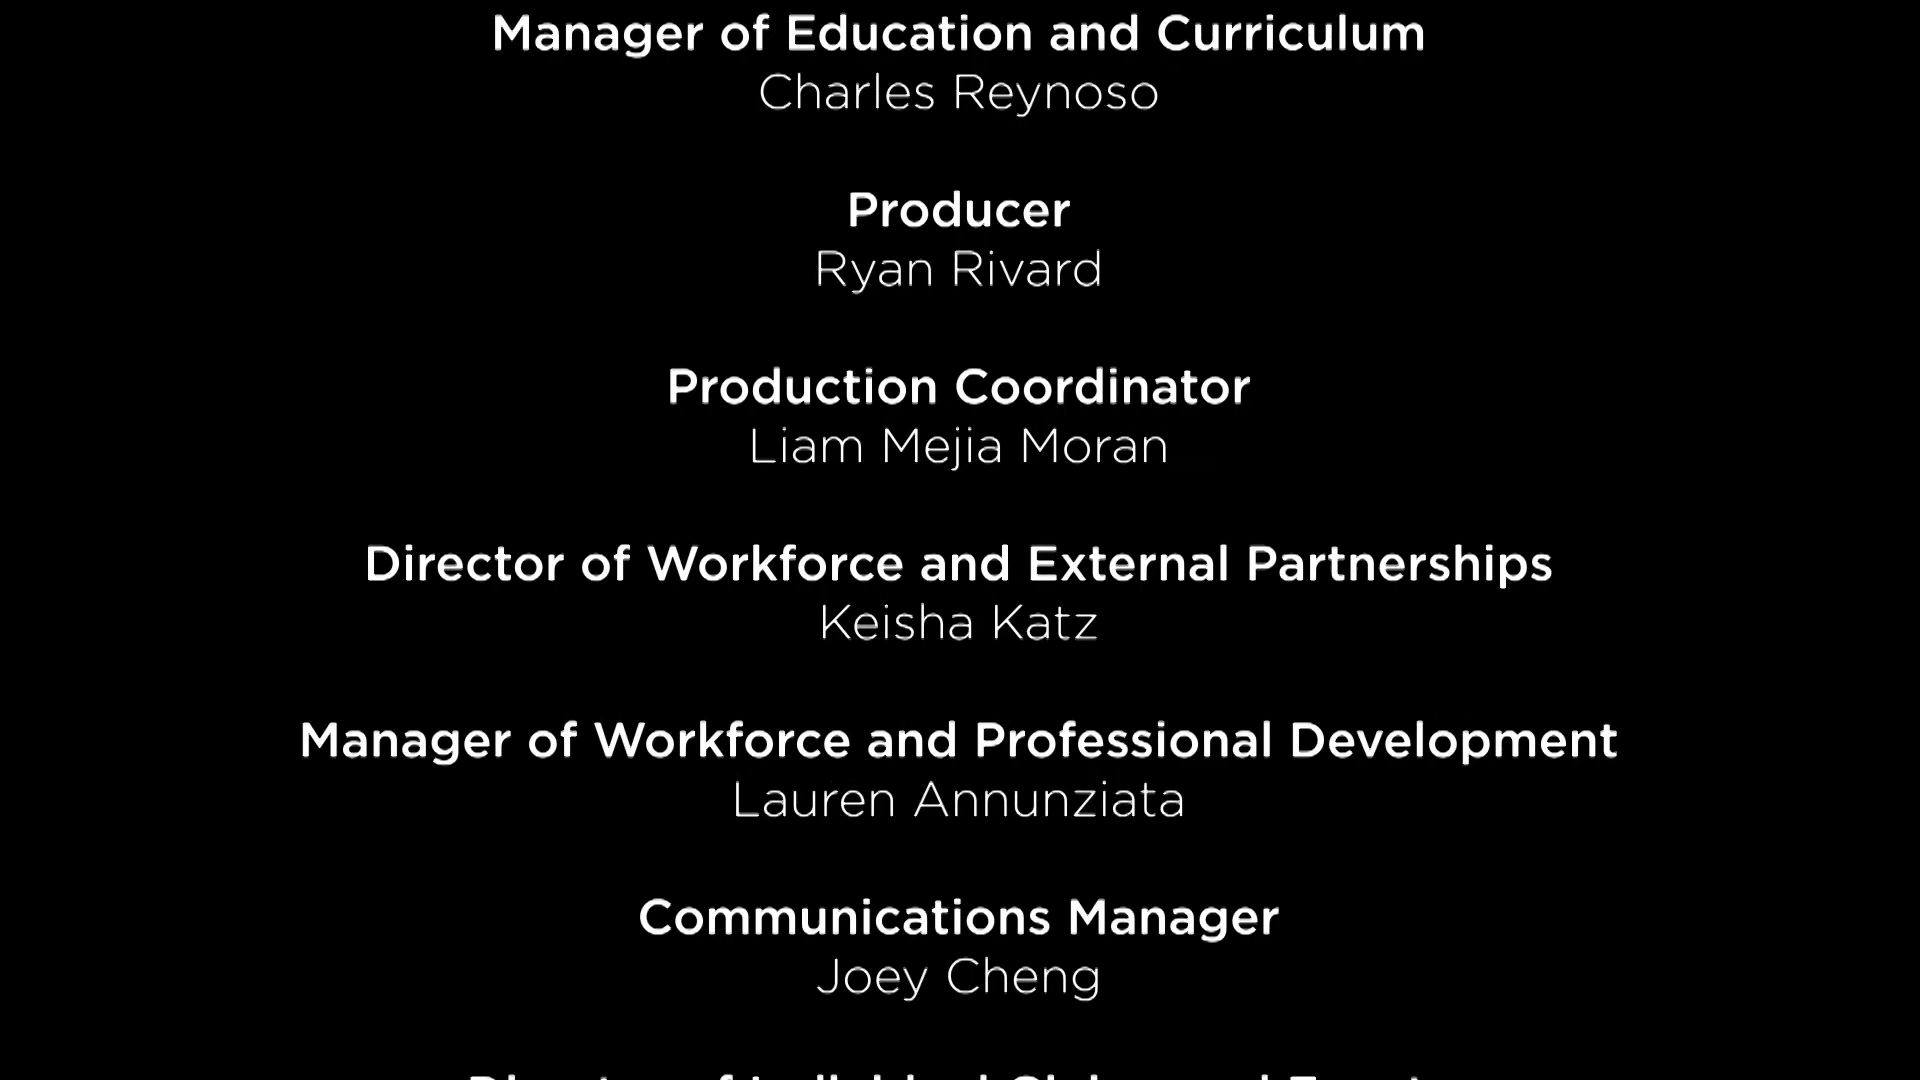 Manager of Education and Curriculum
Charles Reynoso
Producer
Ryan Rivard
Production Coordinator
Liam Mejia Moran
Director of Workforce and External Partnerships
Keisha Katz
Manager of Workforce and Professional Development
Lauren Annunziata
Communications Manager
Joey Cheng